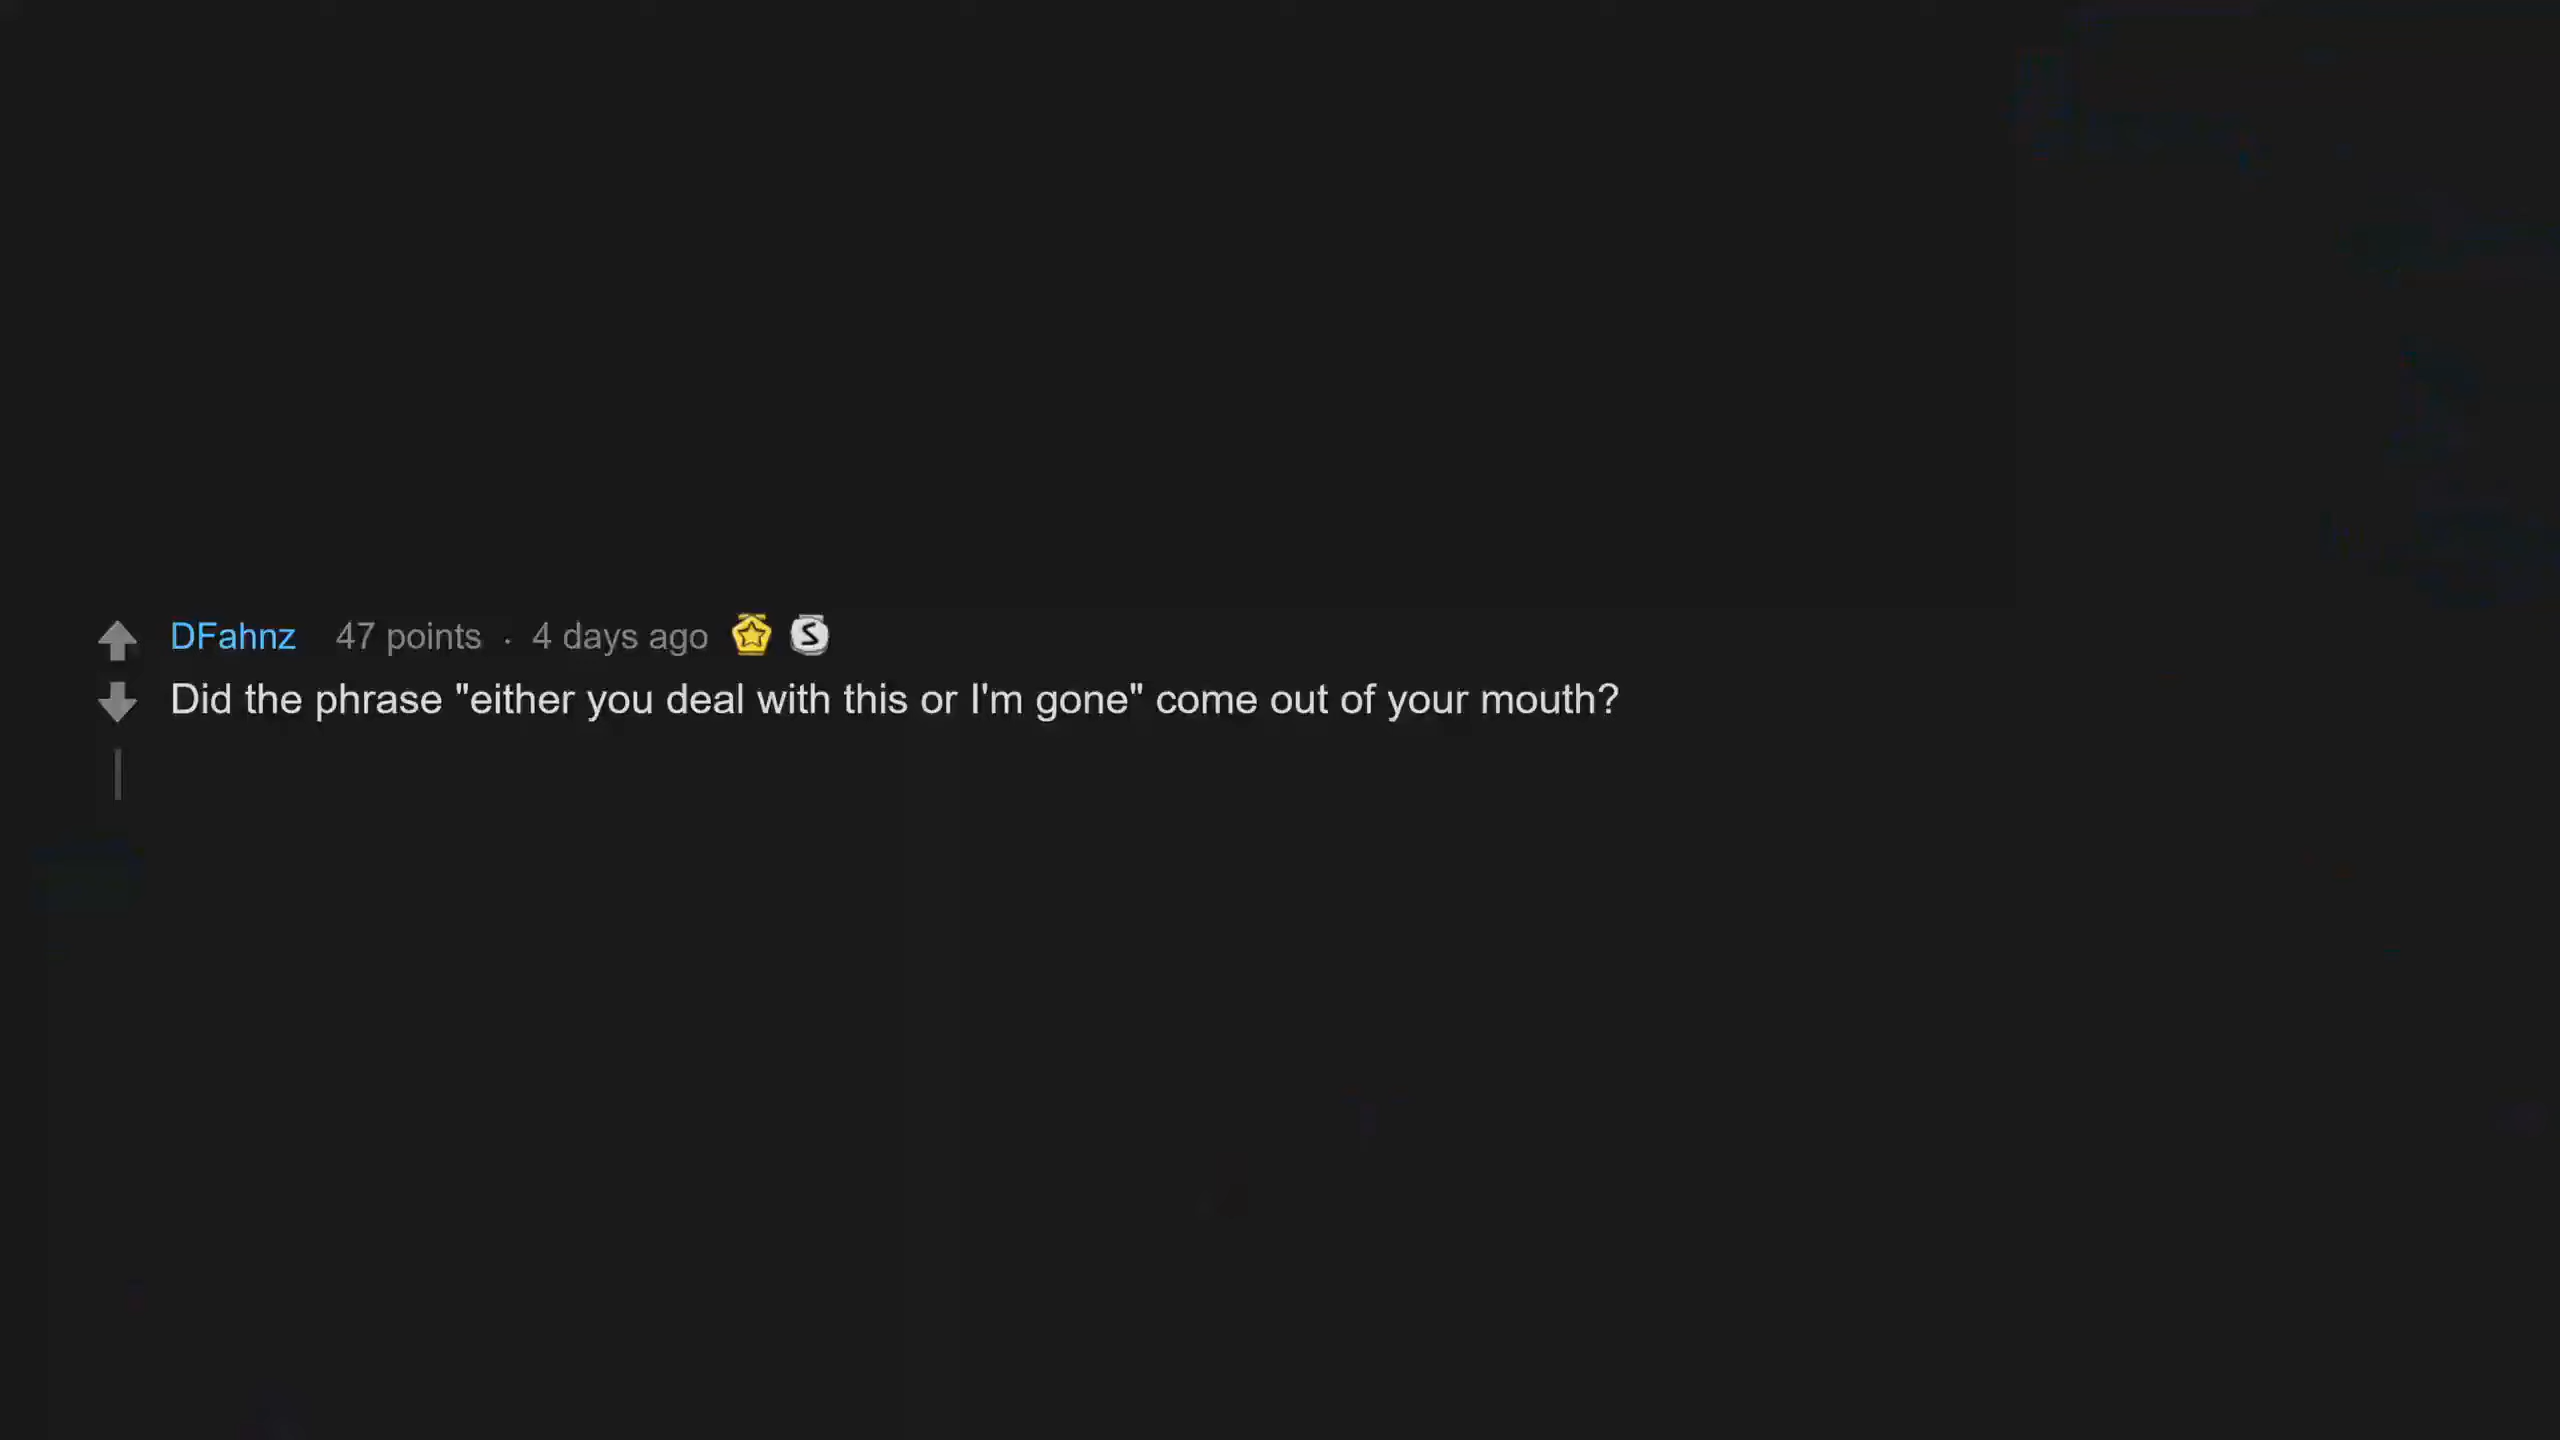 DFahnz 47 points · 4 days ago
Did the phrase "either you deal with this or I'm gone" come out of your mouth?